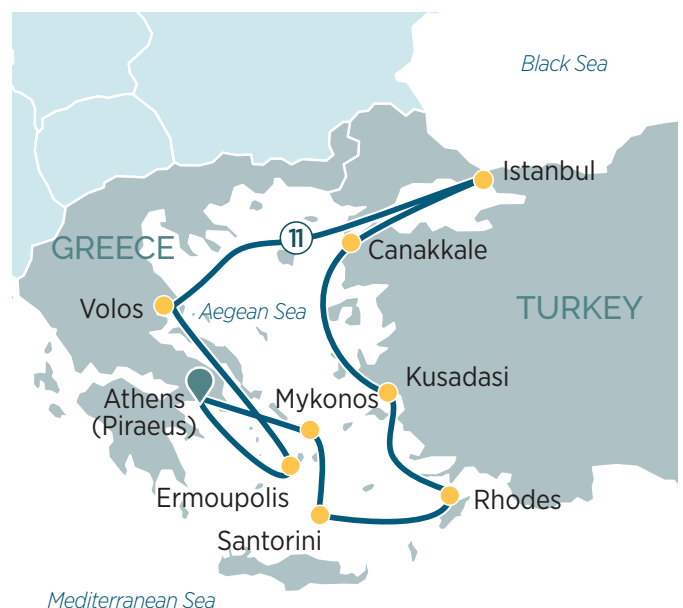 Black Sea
Istanbul
11
GREECE
Canakkale
Volos
Aegean Sea
TURKEY
Kusadasi
Athens
(Piraeus)
Mykonos
Ermoupolis
Rhodes
Santorini
Mediterranean Sea